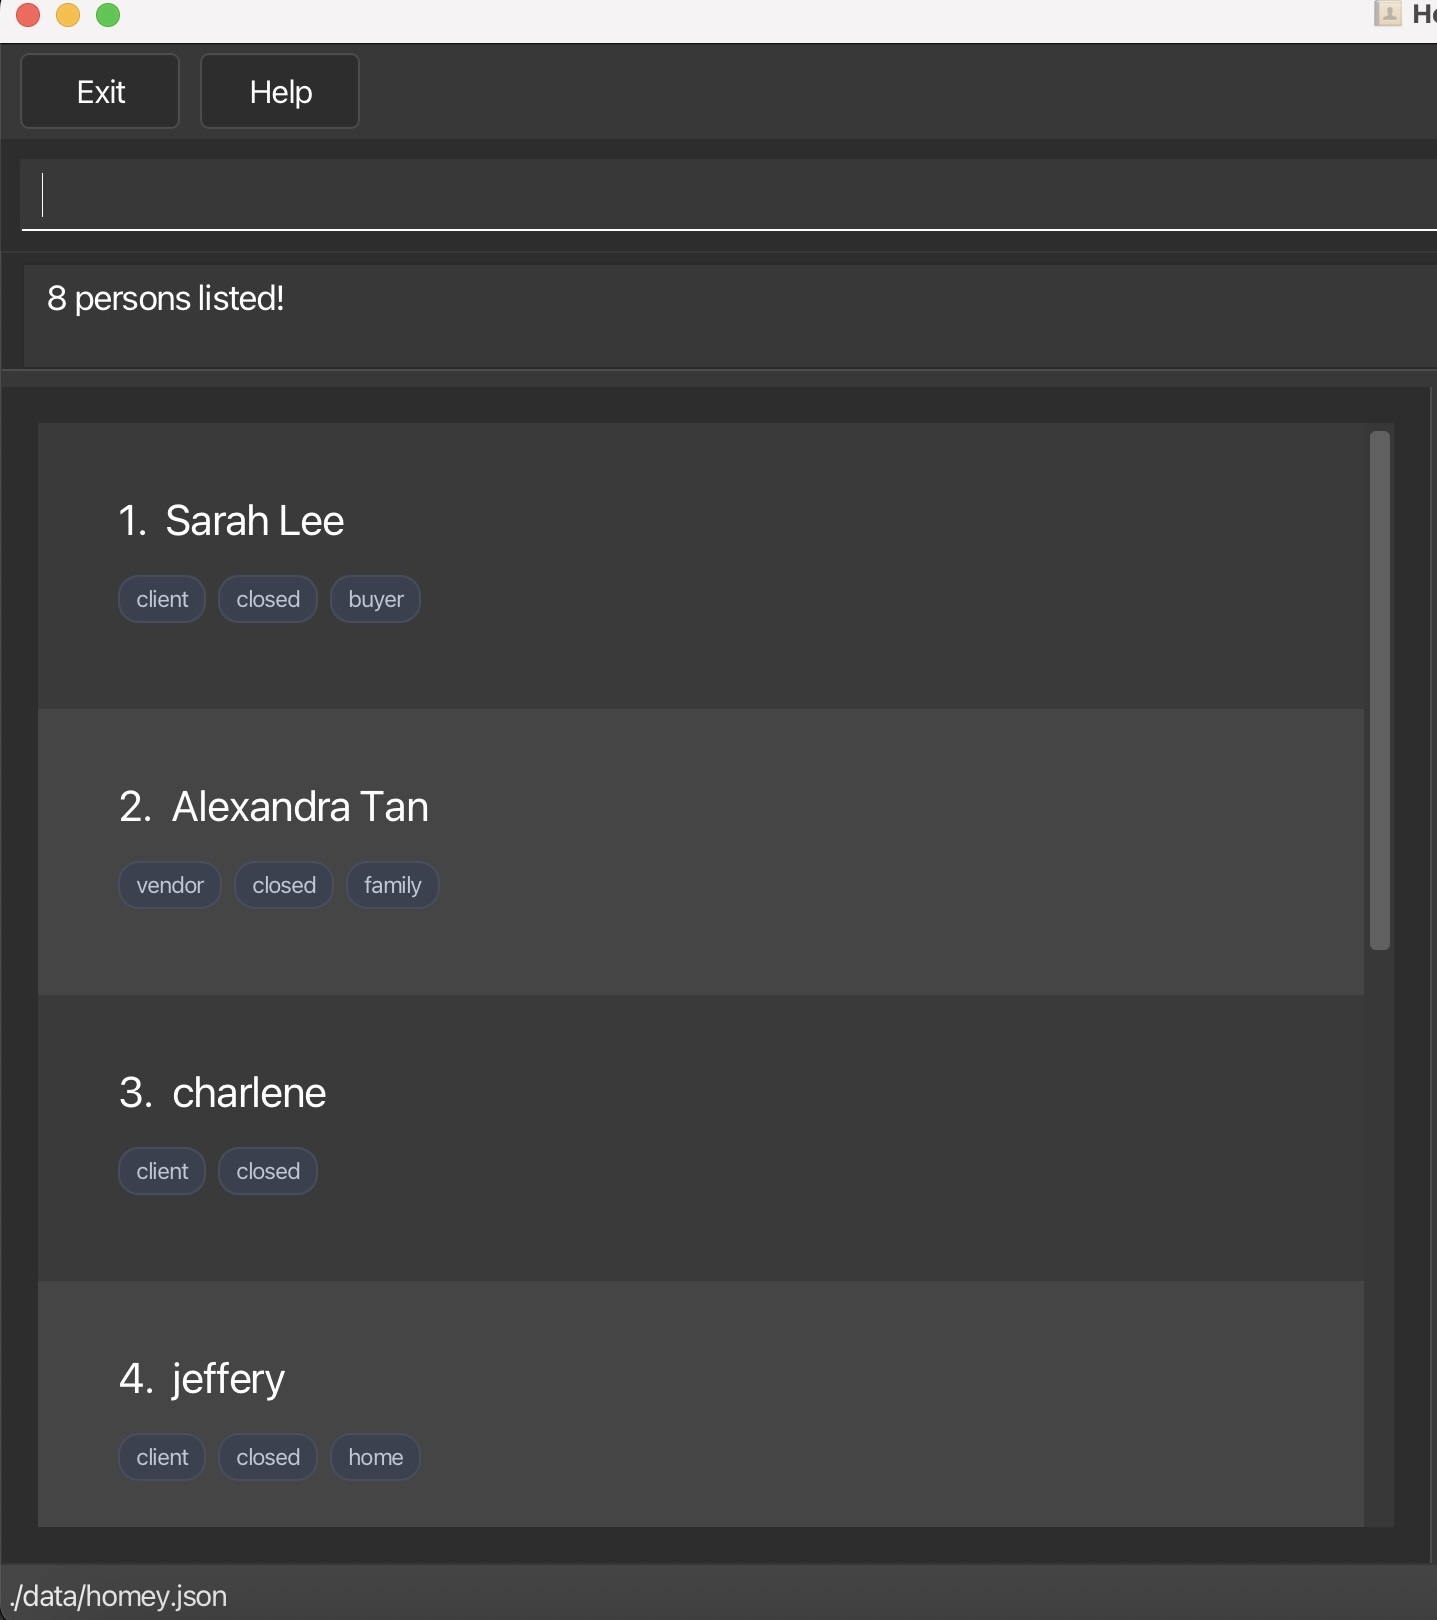 Exit Help
8 persons listed!
1. Sarah Lee
client closed buyer
2. Alexandra Tan
vendor closed family
3. charlene
client closed
4. jeffery
client closed home
./data/homey.json